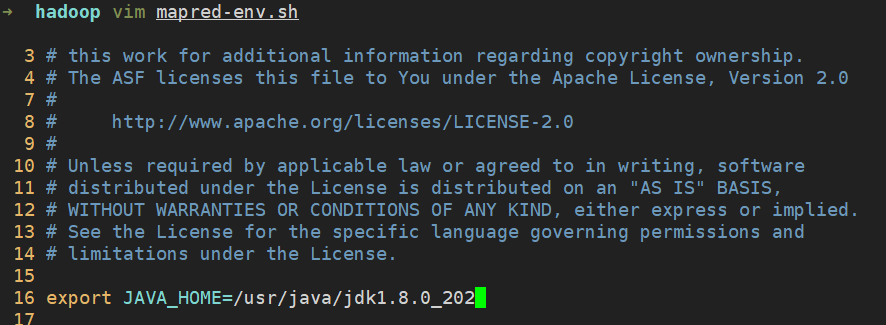 → hadoop vim mapred-env.sh
3 # this work for additional information regarding copyright ownership.
4 # The ASF licenses this file to You under the Apache License, Version 2.0
7 #
8 #     http://www.apache.org/licenses/LICENSE-2.0
9 #
10 # Unless required by applicable law or agreed to in writing, software
11 # distributed under the License is distributed on an "AS IS" BASIS,
12 # WITHOUT WARRANTIES OR CONDITIONS OF ANY KIND, either express or implied.
13 # See the License for the specific language governing permissions and
14 # limitations under the License.
15
16 export JAVA_HOME=/usr/java/jdk1.8.0_202
17